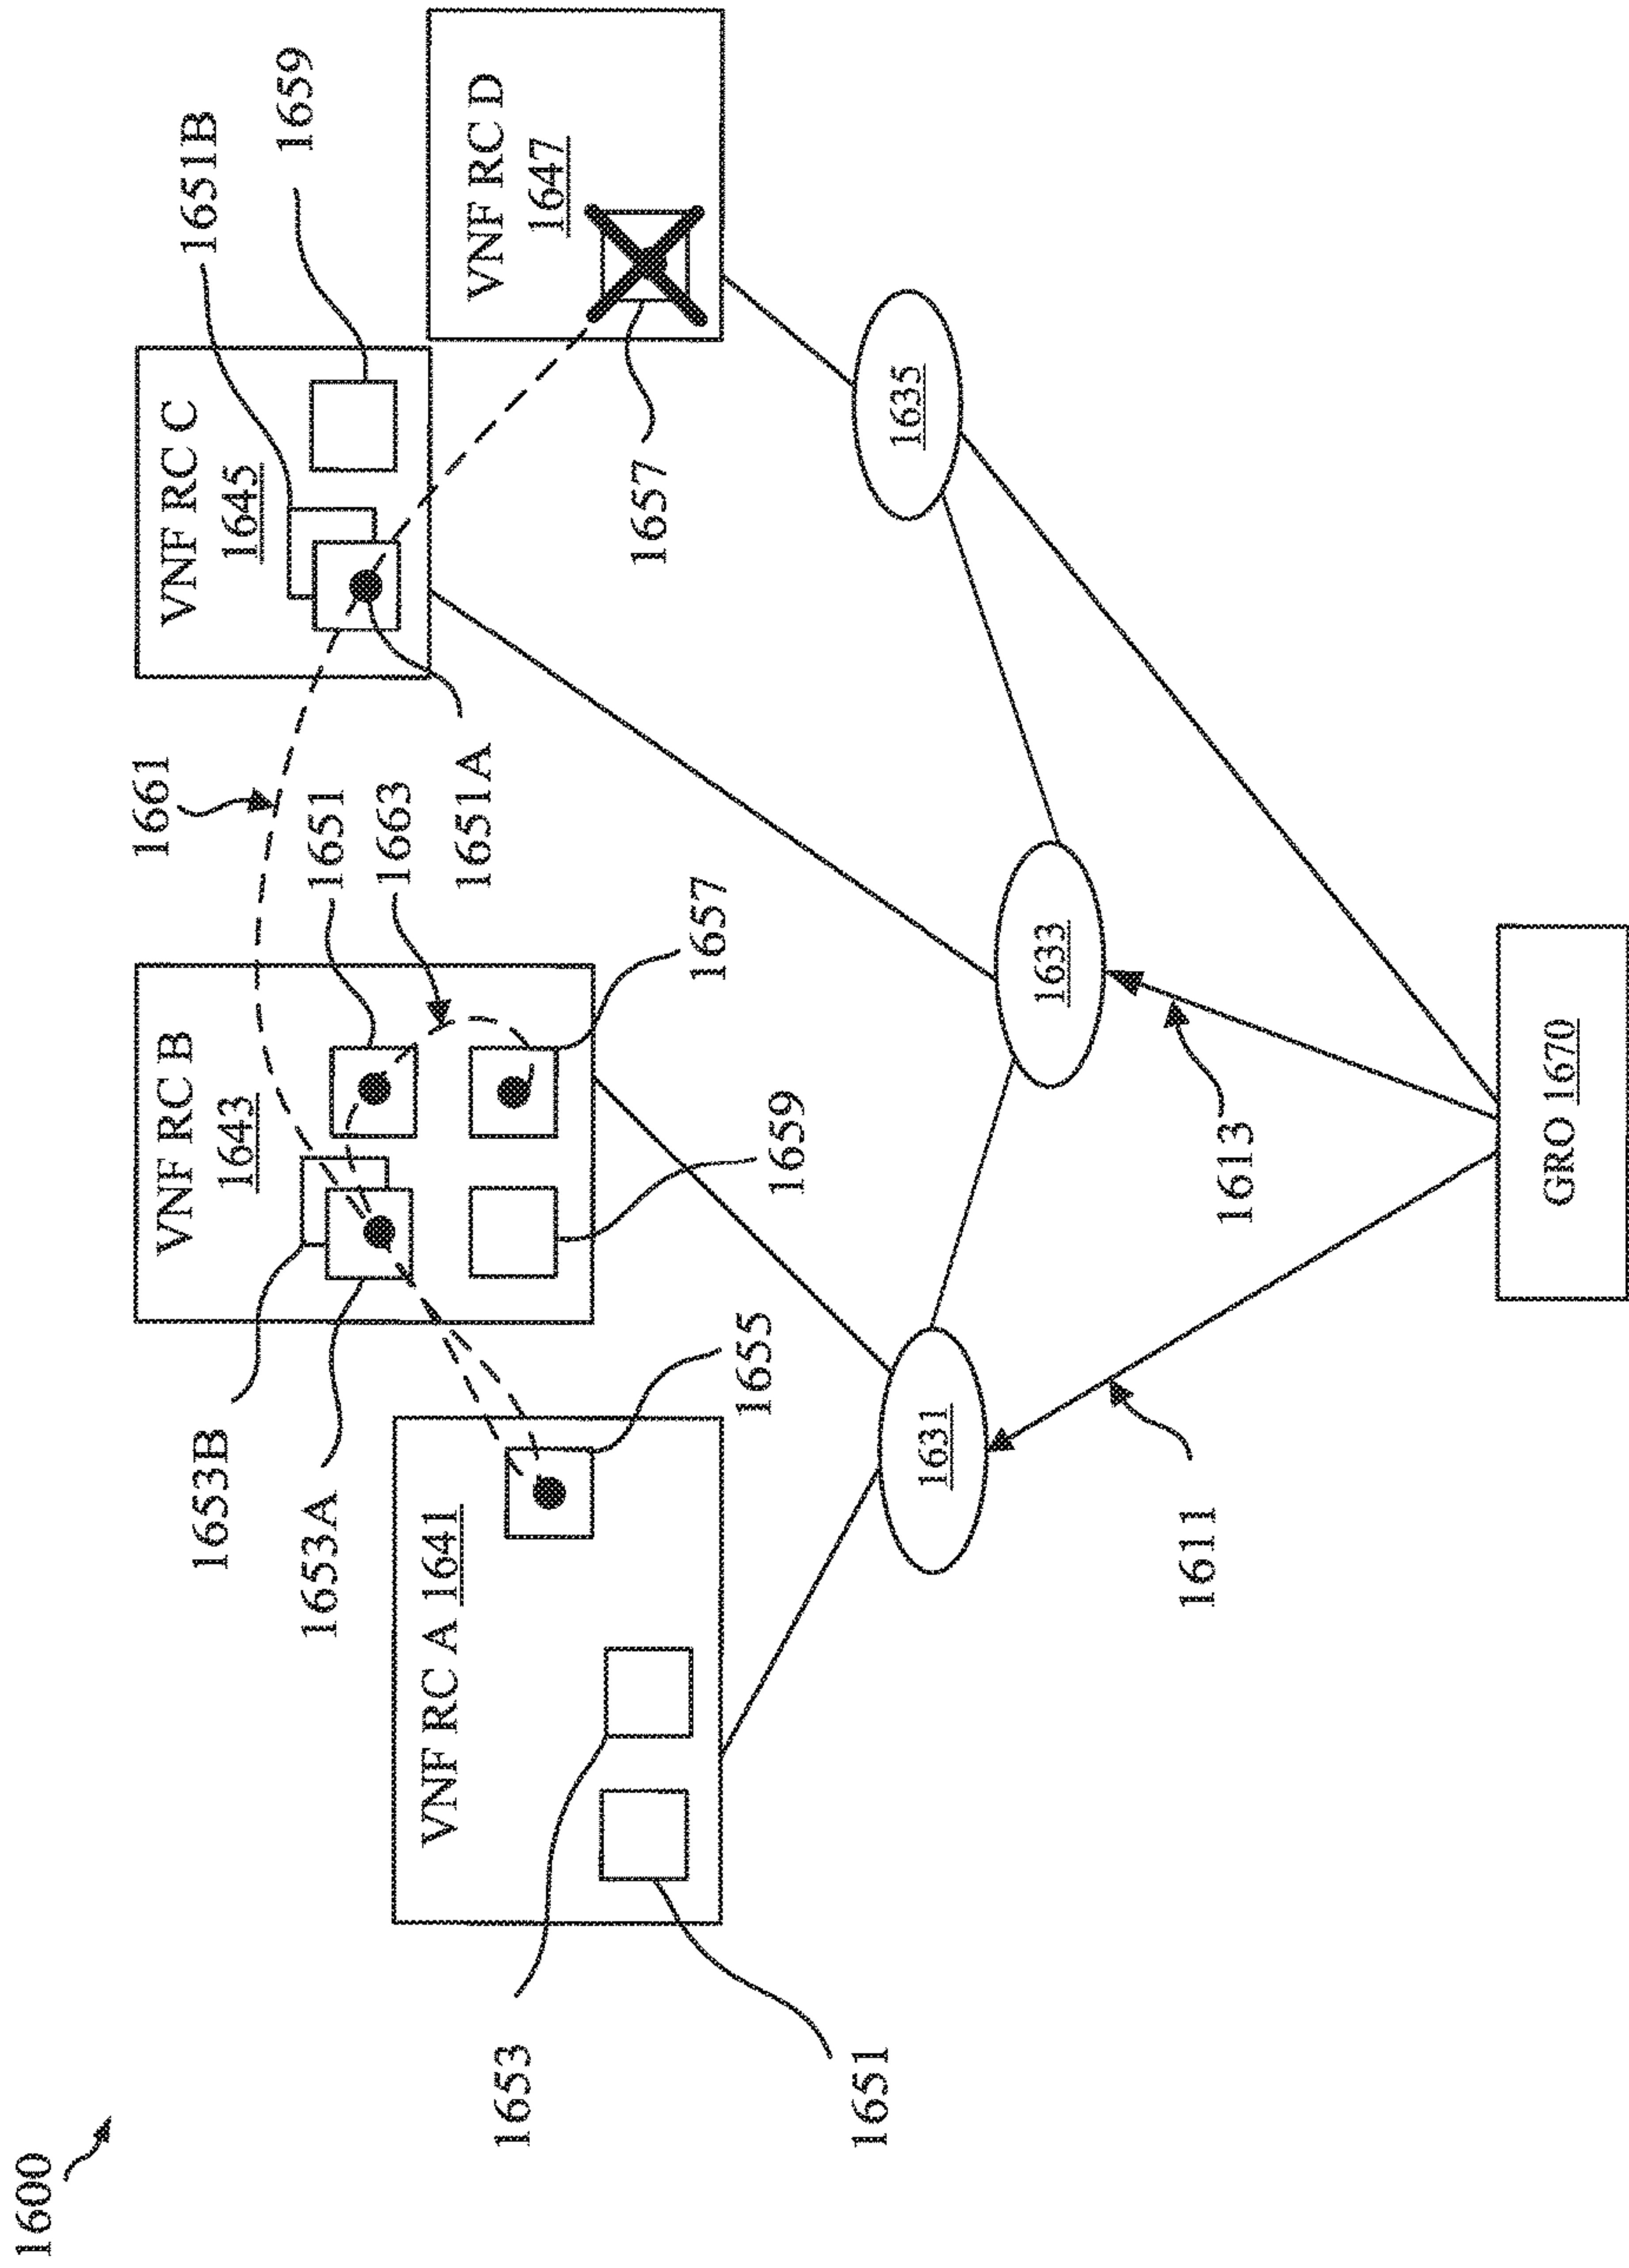 1600
VNF RC A 1641
1653
1651
1655
VNF RC B
1643
1653B
1653A
1651
1663
1657
1659
1661
VNF RC C
1645
1651B
1659
1651A
VNF RC D
1647
1657
1631
1633
1635
1611
1613
GRO 1670